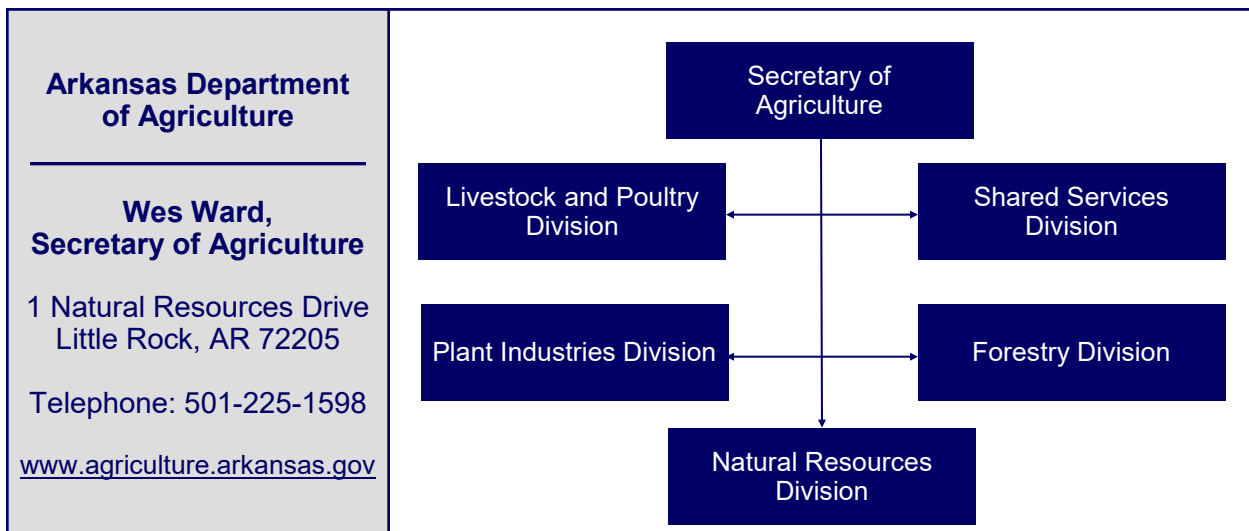 Arkansas Department
of Agriculture
Wes Ward,
Secretary of Agriculture
1 Natural Resources Drive
Little Rock, AR 72205
Telephone: 501-225-1598
www.agriculture.arkansas.gov
Secretary of
Agriculture
Livestock and Poultry
Division
Shared Services
Division
Plant Industries Division
Forestry Division
Natural Resources
Division